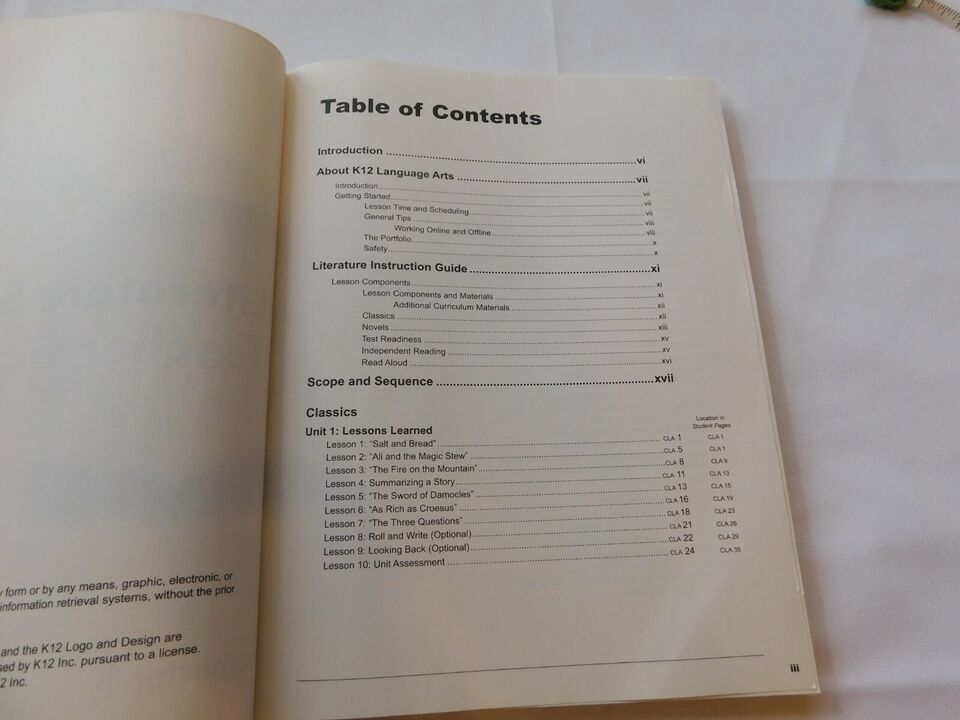 y form or by any means, graphic, electronic, or
information retrieval systems, without the prior
and the K12 Logo and Design are
sed by K12 Inc. pursuant to a license.
2 Inc.
Table of Contents
Introduction ........ vi
About K12 Language Arts ........ vii
Introduction ........ vii
Getting Started ........ vii
Lesson Time and Scheduling ........ vii
General Tips ........ viii
Working Online and Offline ........ viii
The Portfolio ........ x
Safety ........ x
Literature Instruction Guide ........ xi
Lesson Components ........ xi
Lesson Components and Materials ........ xi
Additional Curriculum Materials ........ xii
Classics ........ xii
Novels ........ xiii
Test Readiness ........ xv
Independent Reading ........ xv
Read Aloud ........ xvi
Scope and Sequence ........ xvii
Classics
Location in
Student Pages
Unit 1: Lessons Learned
Lesson 1: "Salt and Bread" ........ CLA 1 CLA 1
Lesson 2: "Ali and the Magic Stew" ........ CLA 5 CLA 1
Lesson 3: "The Fire on the Mountain" ........ CLA 8 CLA 9
Lesson 4: Summarizing a Story ........ CLA 11 CLA 13
Lesson 5: "The Sword of Damocles" ........ CLA 13 CLA 15
Lesson 6: "As Rich as Croesus" ........ CLA 16 CLA 19
Lesson 7: "The Three Questions" ........ CLA 18 CLA 23
Lesson 8: Roll and Write (Optional) ........ CLA 21 CLA 26
Lesson 9: Looking Back (Optional) ........ CLA 22 CLA 29
Lesson 10: Unit Assessment ........ CLA 24 CLA 35
iii